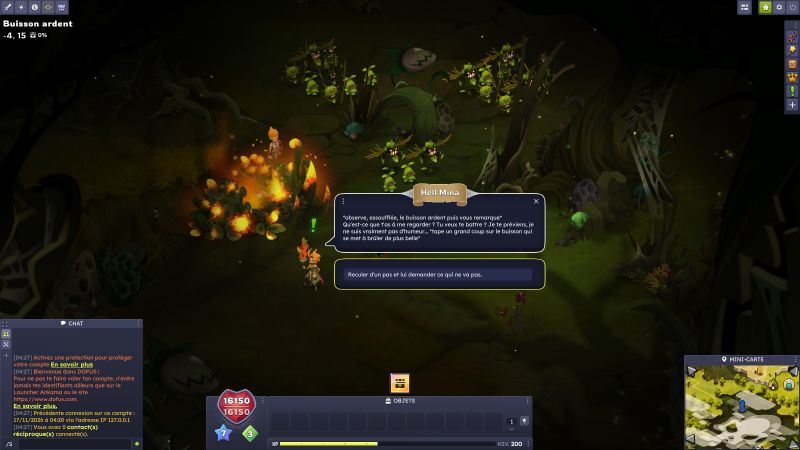 Buisson ardent
-4, 15 0%
Hell Mina
*observe, essoufflée, le buisson ardent puis vous remarque*
Qu'est-ce que t'as à me regarder ? Tu veux te battre ? Je te préviens, je
ne suis vraiment pas d'humeur... *tape un grand coup sur le buisson qui
se met à brûler de plus belle*
Reculer d'un pas et lui demander ce qui ne va pas.
CHAT
[04:27] Activez une protection pour protéger
votre compte En savoir plus
[04:27] Bienvenue dans DOFUS !
Pour ne pas te faire voler ton compte, n'entre
jamais tes identifiants ailleurs que sur le
Launcher Ankama ou le site
https://www.dofus.com.
En savoir plus.
[04:27] Précédente connexion sur ce compte :
17/11/2026 à 04:20 via l'adresse IP 127.0.0.1
[04:27] Vous avez 0 contact(s)
réciproque(s) connecté(s).
/S
16150
16150
7
3
OBJETS
1
XP
NIV. 200
MINI-CARTE